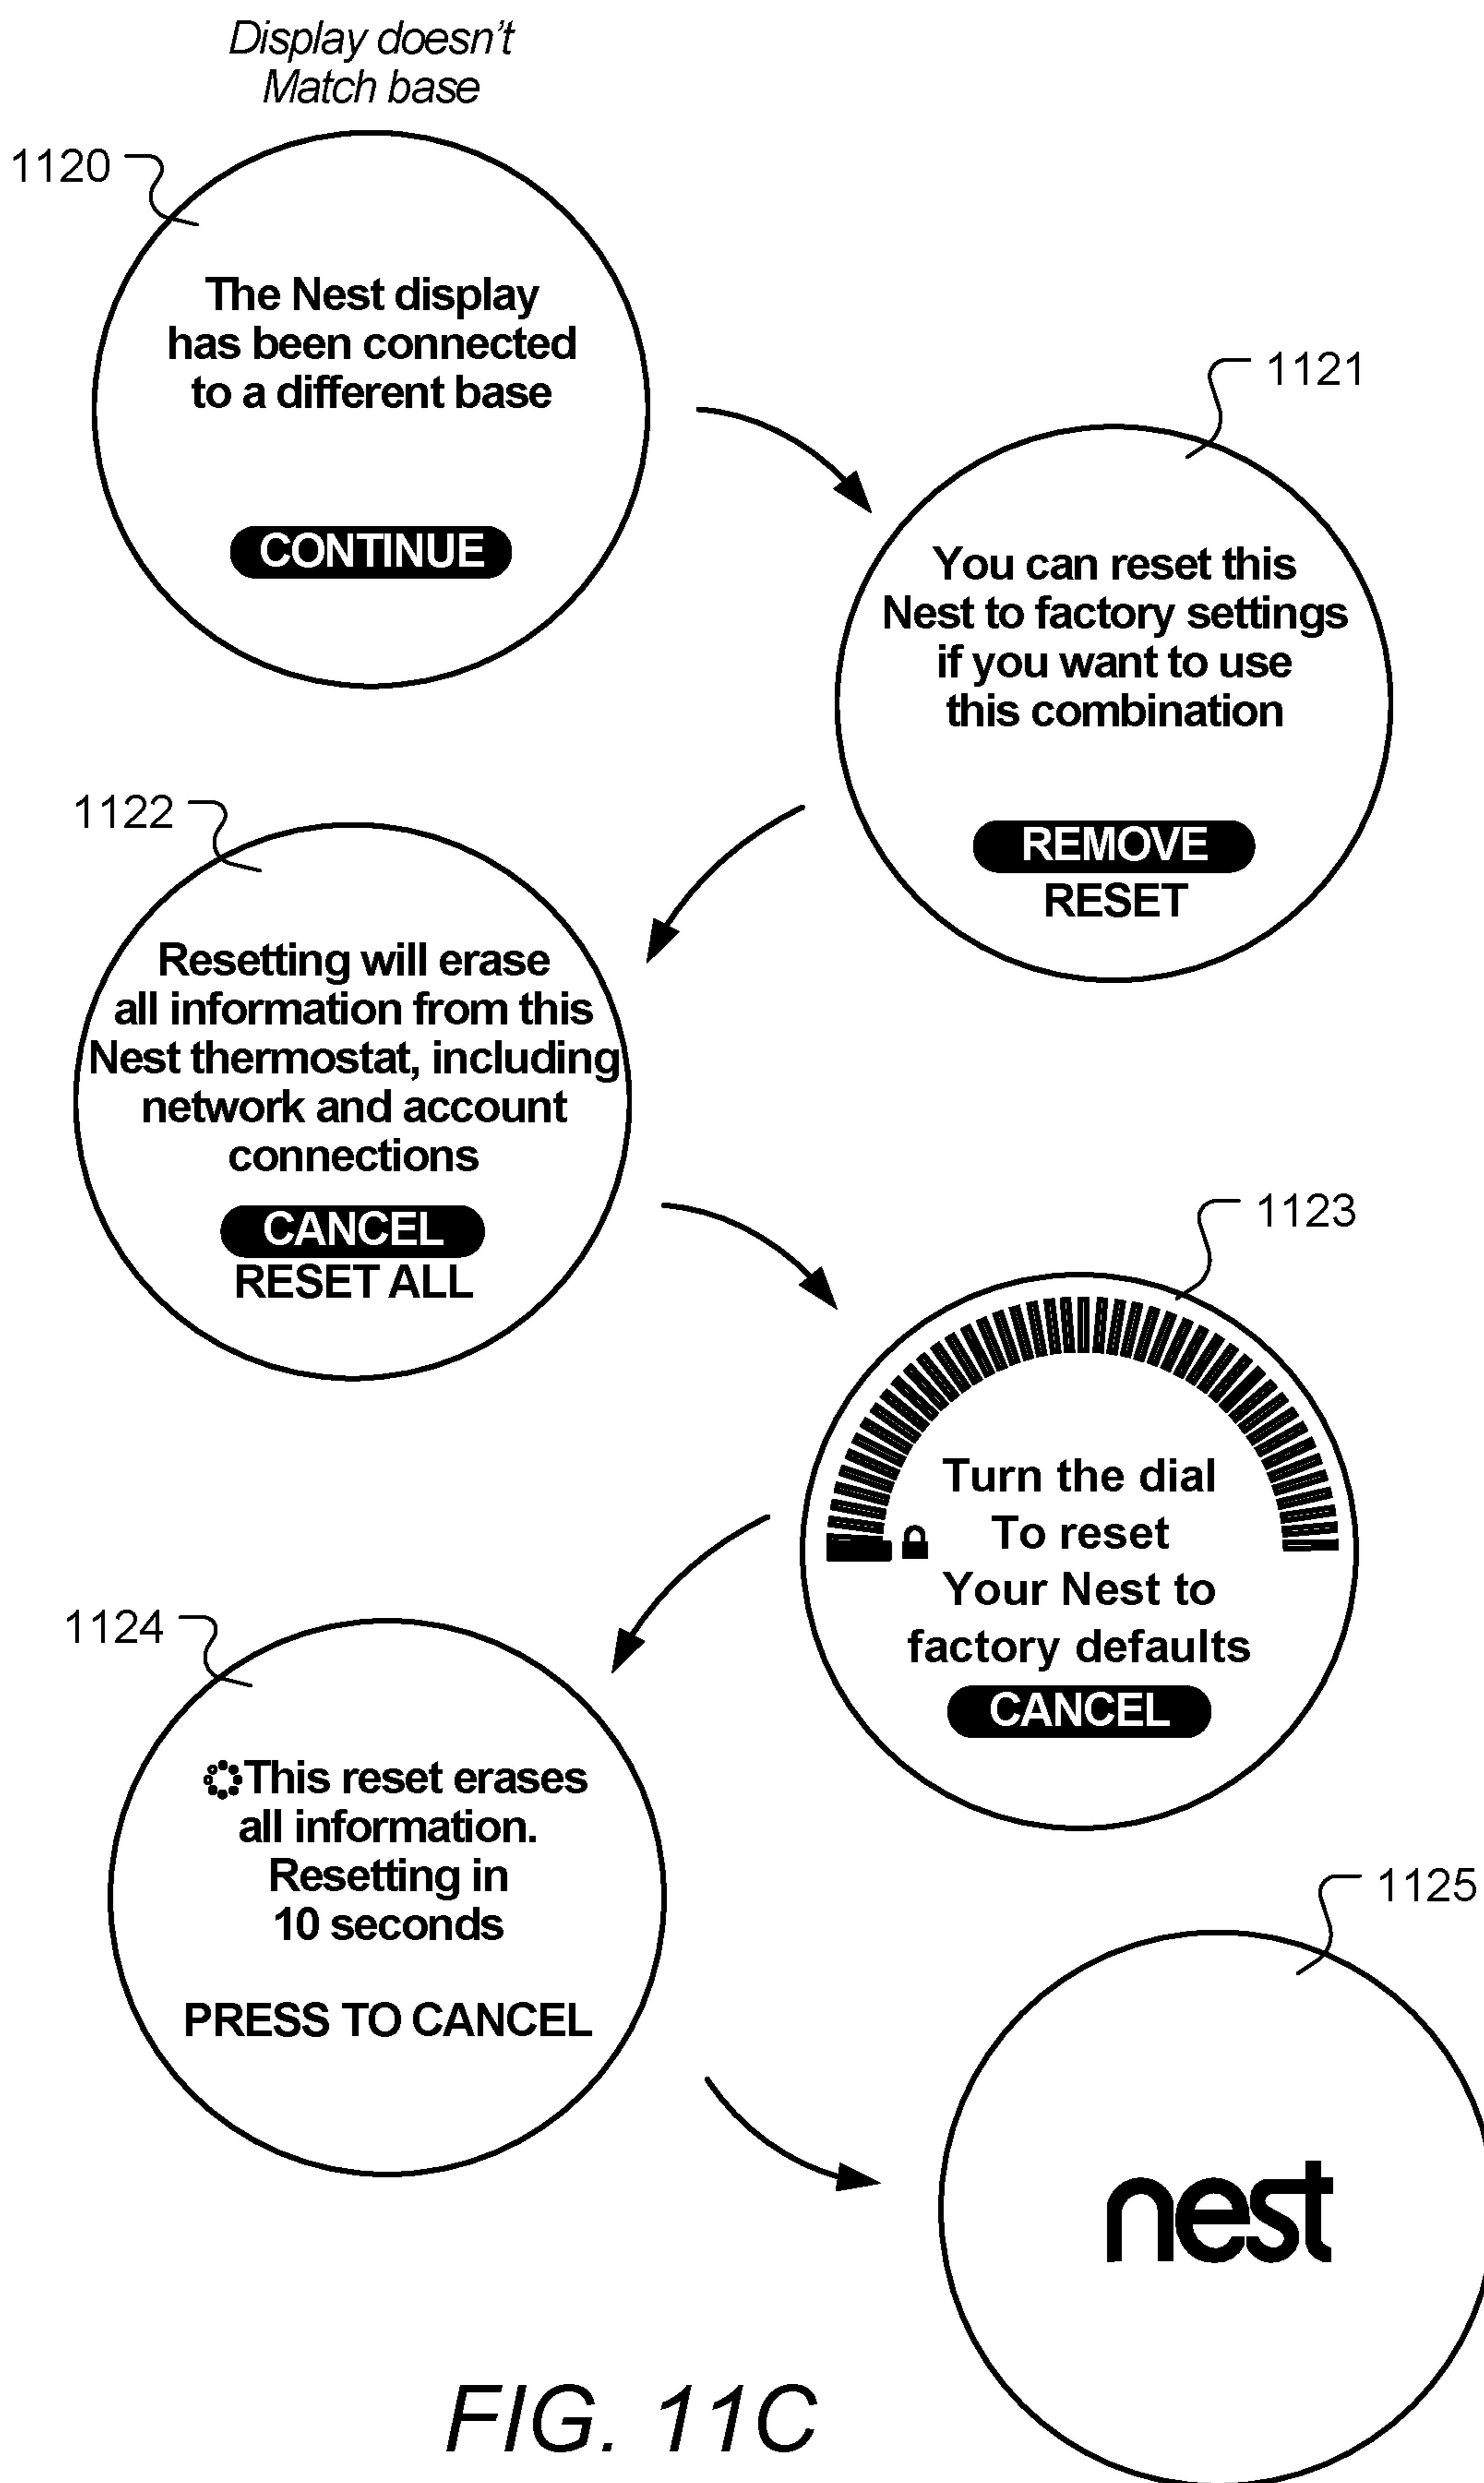 Display doesn't
Match base
1120
The Nest display
has been connected
to a different base
CONTINUE
1121
You can reset this
Nest to factory settings
if you want to use
this combination
REMOVE
RESET
1122
Resetting will erase
all information from this
Nest thermostat, including
network and account
connections
CANCEL
RESET ALL
1123
Turn the dial
To reset
Your Nest to
factory defaults
CANCEL
1124
This reset erases
all information.
Resetting in
10 seconds
PRESS TO CANCEL
1125
nest
FIG. 11C